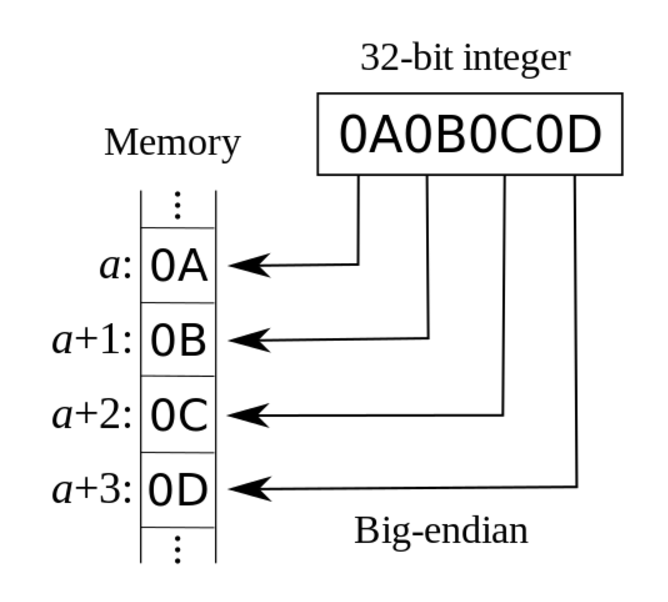 32-bit integer
0A0B0C0D
Memory
a: 0A
a+1: 0B
a+2: 0C
a+3: 0D
Big-endian